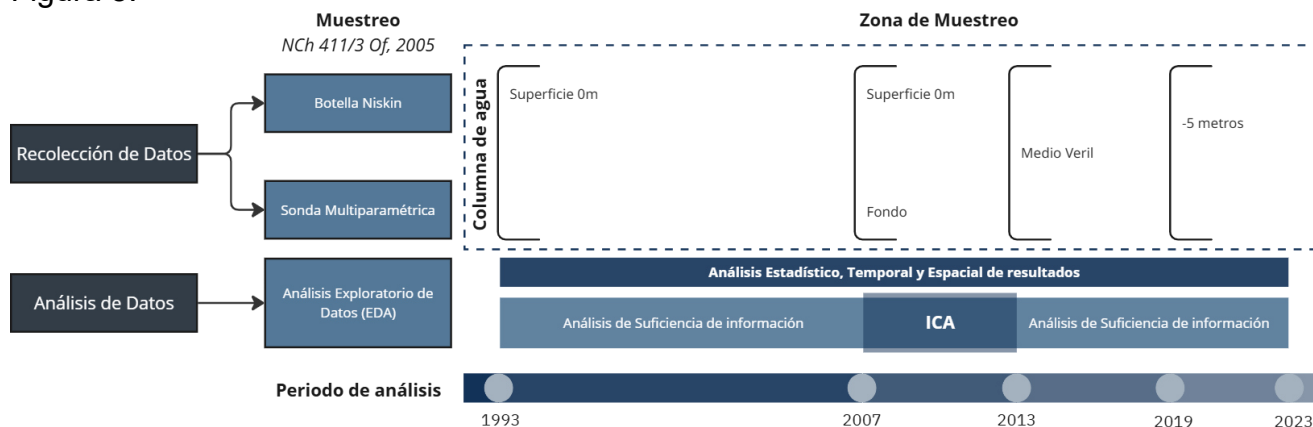 Figura 3.
Muestreo
NCh 411/3 Of, 2005
Zona de Muestreo
Recolección de Datos
Botella Niskin
Sonda Multiparamétrica
Columna de agua
Superficie 0m
Superficie 0m
Fondo
Medio Veril
-5 metros
Análisis de Datos
Análisis Exploratorio de
Datos (EDA)
Análisis Estadístico, Temporal y Espacial de resultados
Análisis de Suficiencia de información
ICA
Análisis de Suficiencia de información
Periodo de análisis
1993
2007
2013
2019
2023